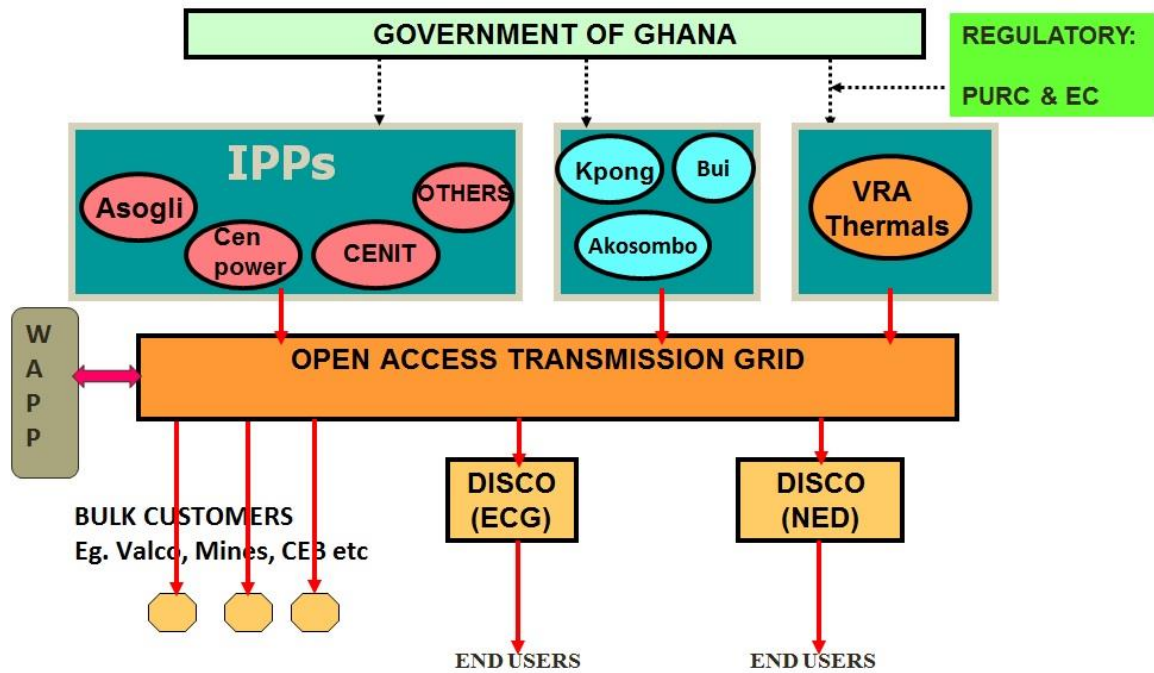 GOVERNMENT OF GHANA
REGULATORY:
PURC & EC
IPPs
Asogli
Cen
power
CENIT
OTHERS
Kpong
Bui
Akosombo
VRA
Thermals
W
A
P
P
OPEN ACCESS TRANSMISSION GRID
BULK CUSTOMERS
Eg. Valco, Mines, CEB etc
DISCO
(ECG)
DISCO
(NED)
END USERS
END USERS